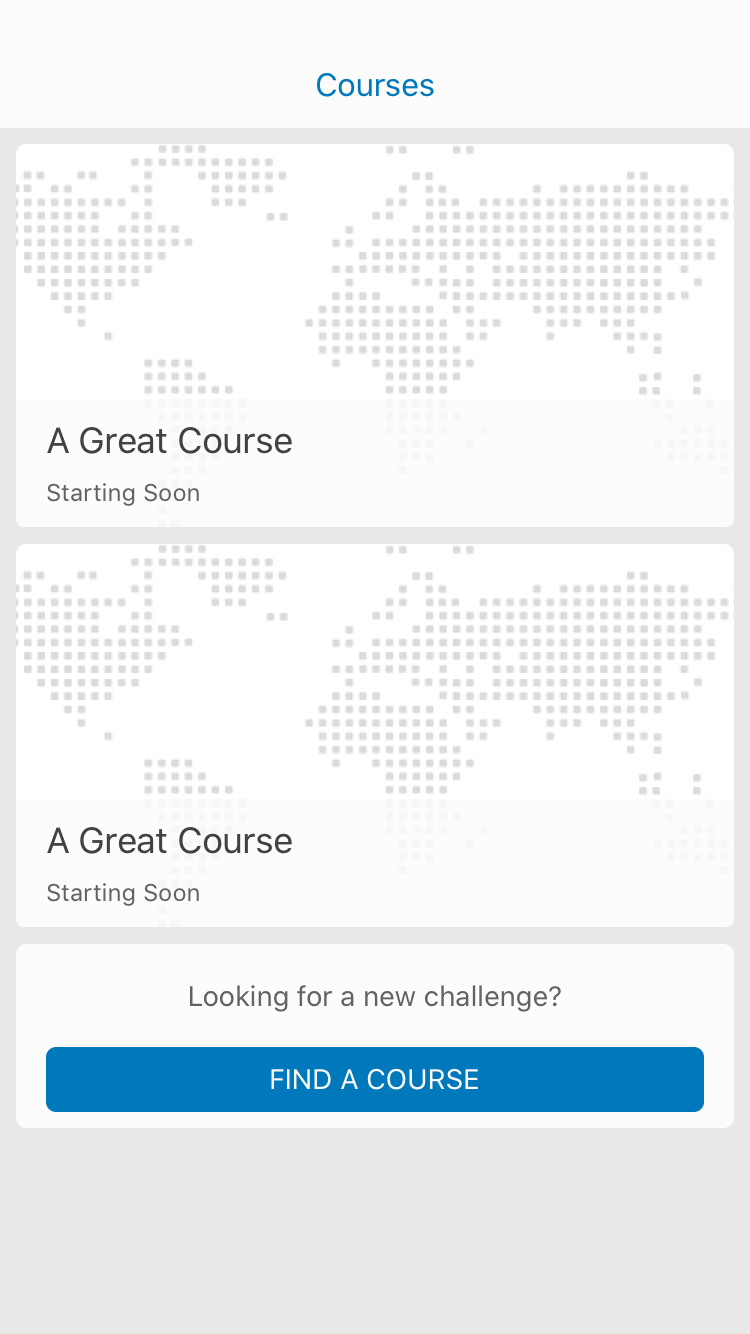 Courses
A Great Course
Starting Soon
A Great Course
Starting Soon
Looking for a new challenge?
FIND A COURSE